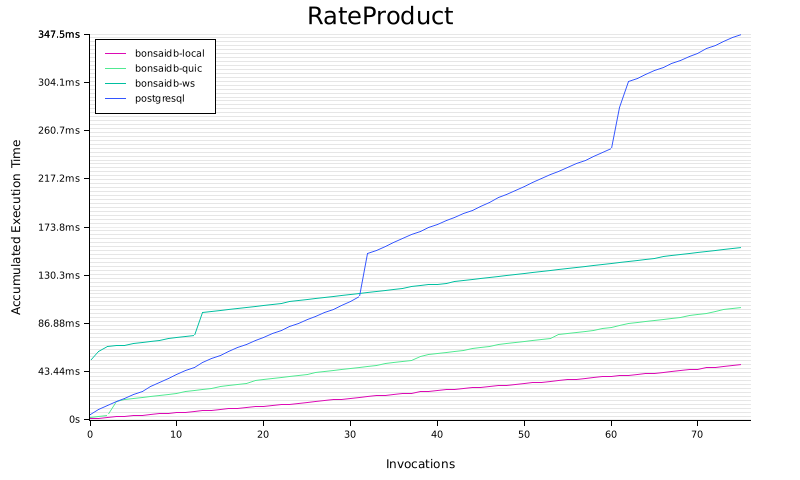 RateProduct
347.5ms
304.1ms
260.7ms
217.2ms
173.8ms
130.3ms
86.88ms
43.44ms
0s
bonsaidb-local
bonsaidb-quic
bonsaidb-ws
postgresql
Accumulated Execution Time
0 10 20 30 40 50 60 70
Invocations